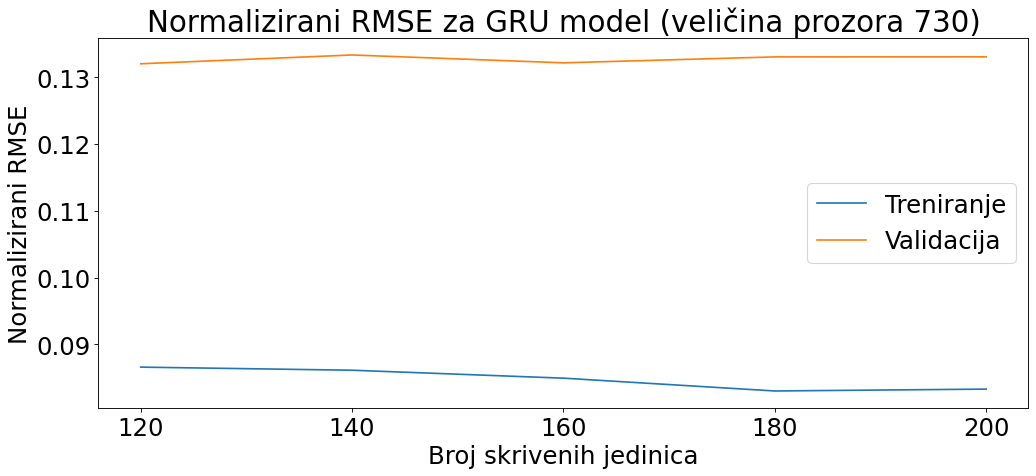 Normalizirani RMSE za GRU model (veličina prozora 730)
Normalizirani RMSE
0.13
0.12
0.11
0.10
0.09
Treniranje
Validacija
120 140 160 180 200
Broj skrivenih jedinica